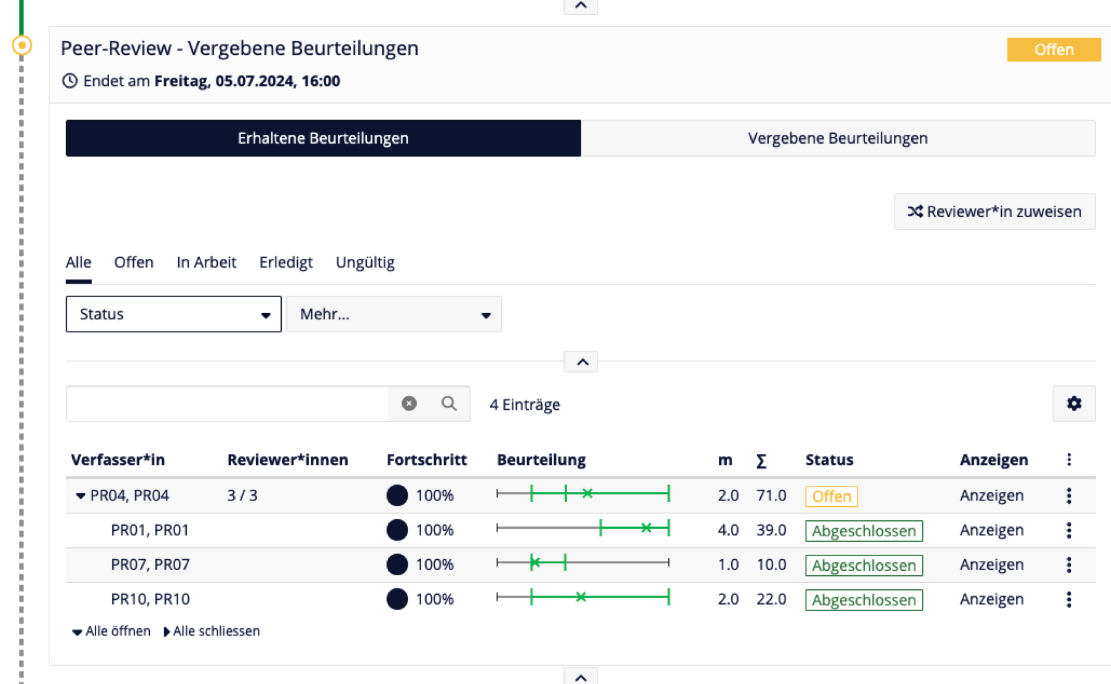 Peer-Review - Vergebene Beurteilungen
Offen
Endet am Freitag, 05.07.2024, 16:00
Erhaltene Beurteilungen
Vergebene Beurteilungen
Reviewer*in zuweisen
Alle Offen In Arbeit Erledigt Ungültig
Status Mehr...
4 Einträge
Verfasser*in Reviewer*innen Fortschritt Beurteilung m Σ Status Anzeigen
PR04, PR04 3 / 3 100% 2.0 71.0 Offen Anzeigen
PR01, PR01 100% 4.0 39.0 Abgeschlossen Anzeigen
PR07, PR07 100% 1.0 10.0 Abgeschlossen Anzeigen
PR10, PR10 100% 2.0 22.0 Abgeschlossen Anzeigen
Alle öffnen Alle schliessen